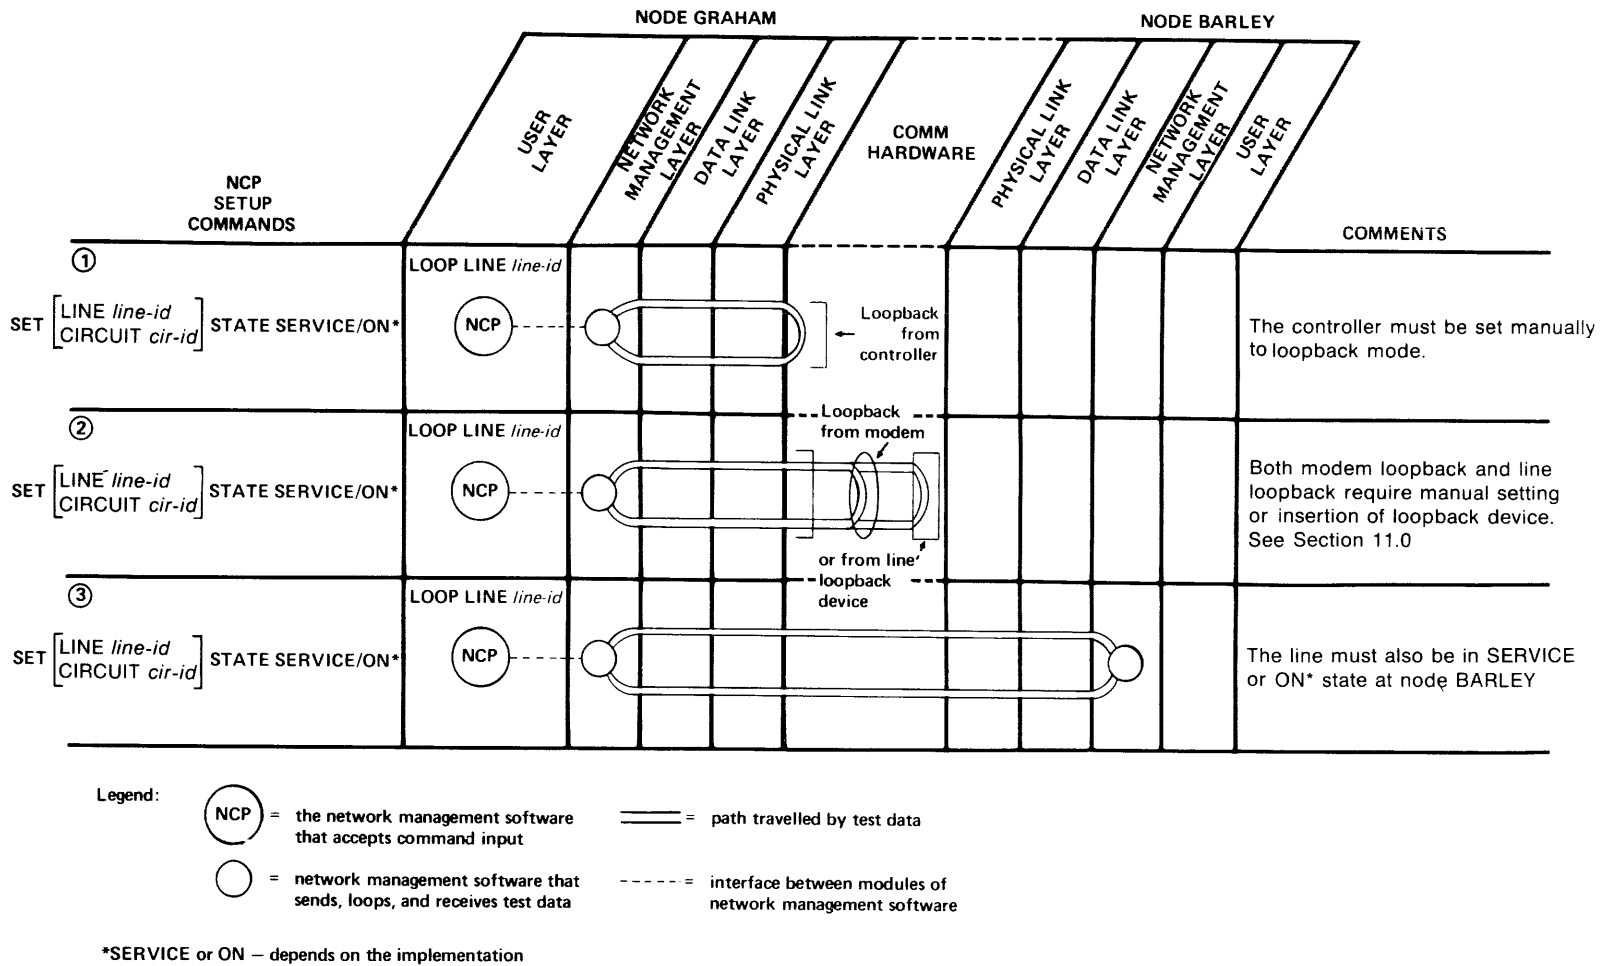 NODE GRAHAM
NODE BARLEY
USER
LAYER
NETWORK
MANAGEMENT
LAYER
DATA LINK
LAYER
PHYSICAL LINK
LAYER
COMM
HARDWARE
PHYSICAL LINK
LAYER
DATA LINK
LAYER
NETWORK
MANAGEMENT
LAYER
USER
LAYER
NCP
SETUP
COMMANDS
COMMENTS
1
LOOP LINE line-id
SET [LINE line-id
CIRCUIT cir-id] STATE SERVICE/ON*
NCP
Loopback
from
controller
The controller must be set manually
to loopback mode.
2
LOOP LINE line-id
SET [LINE line-id
CIRCUIT cir-id] STATE SERVICE/ON*
NCP
Loopback
from modem
or from line
loopback
device
Both modem loopback and line
loopback require manual setting
or insertion of loopback device.
See Section 11.0
3
LOOP LINE line-id
SET [LINE line-id
CIRCUIT cir-id] STATE SERVICE/ON*
NCP
The line must also be in SERVICE
or ON* state at node BARLEY
Legend:
NCP = the network management software
that accepts command input
= path travelled by test data
= network management software that
sends, loops, and receives test data
= interface between modules of
network management software
*SERVICE or ON — depends on the implementation